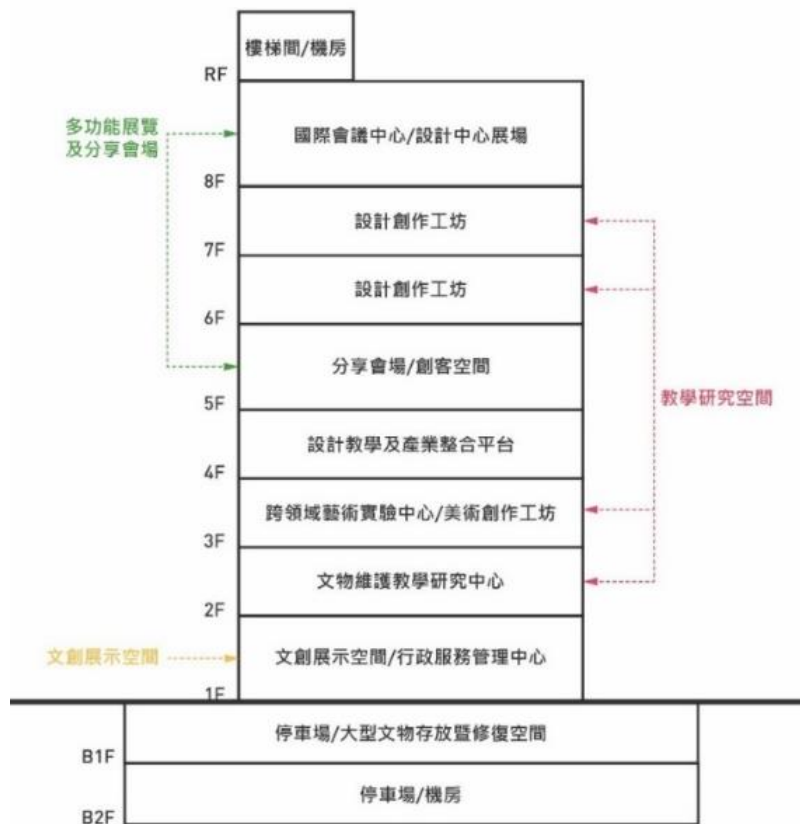 樓梯間/機房
RF
多功能展覽
及分享會場
國際會議中心/設計中心展場
8F
設計創作工坊
7F
設計創作工坊
6F
分享會場/創客空間
5F
教學研究空間
設計教學及產業整合平台
4F
跨領域藝術實驗中心/美術創作工坊
3F
文物維護教學研究中心
2F
文創展示空間
文創展示空間/行政服務管理中心
1F
停車場/大型文物存放暨修復空間
B1F
停車場/機房
B2F